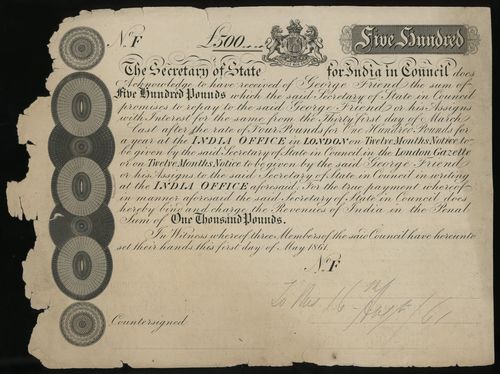 N.F £500 Five Hundred
The Secretary of State for India in Council does
Acknowledge to have received of George Friend the sum of
Five Hundred Pounds which the said Secretary of State in Council
promises to repay to the said George Friend or his Assigns
with Interest for the same from the Thirty first day of March
last after the rate of Four Pounds for One Hundred Pounds for
a year at the INDIA OFFICE in LONDON on Twelve Months Notice to
be given by the said Secretary of State in Council in the London Gazette
or on Twelve Months Notice to be given by the said George Friend
or his Assigns to the said Secretary of State in Council in writing
at the INDIA OFFICE aforesaid. For the true payment whereof
in manner aforesaid the said Secretary of State in Council does
hereby bind and charge the Revenues of India in the Penal
Sum of One Thousand Pounds.
In Witness whereof three Members of the said Council have hereunto
set their hands this first day of May 1861.
N.F
Countersigned